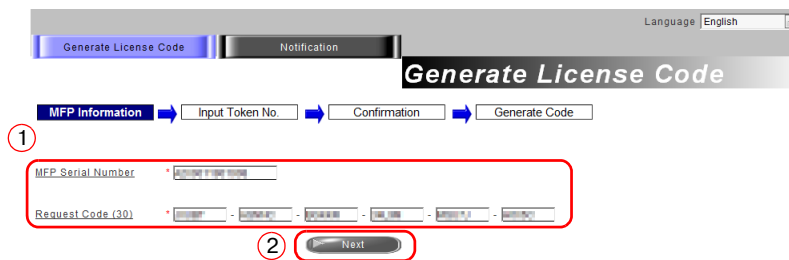 Language English
Generate License Code Notification
Generate License Code
MFP Information Input Token No. Confirmation Generate Code
1
MFP Serial Number *
Request Code (30) * - - - - -
2 Next